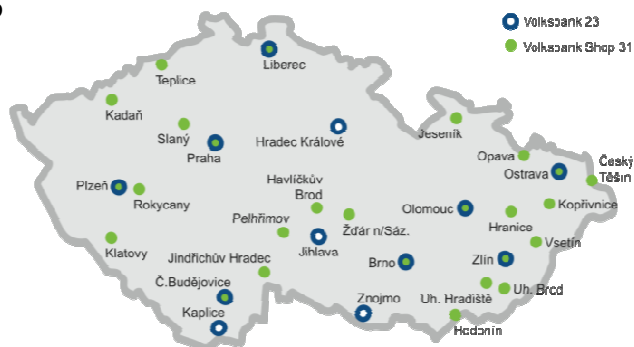 Volksbank 23
Volksbank Shop 31
Liberec
Teplice
Kadaň
Slaný
Praha
Hradec Králové
Jeseník
Opava
Ostrava
Český
Těšín
Plzeň
Rokycany
Havlíčkův
Brod
Pelhřimov
Žďár n/Sáz.
Olomouc
Kopřivnice
Hranice
Vsetín
Klatovy
Jihlava
Jindřichův Hradec
Brno
Zlín
Č.Budějovice
Kaplice
Znojmo
Uh. Hradiště
Uh. Brod
Hodonín